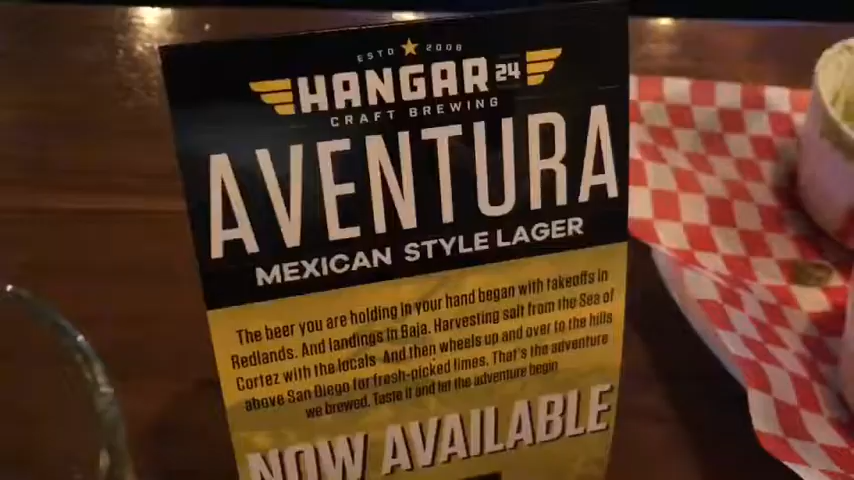 ESTD 2008
HANGAR 24
CRAFT BREWING
AVENTURA
MEXICAN STYLE LAGER
The beer you are holding in your hand began with takeoffs in
Redlands. And landings in Baja. Harvesting salt from the Sea of
Cortez with the locals. And then wheels up and over to the hills
above San Diego for fresh-picked limes. That's the adventure
we brewed. Taste it and let the adventure begin
NOW AVAILABLE